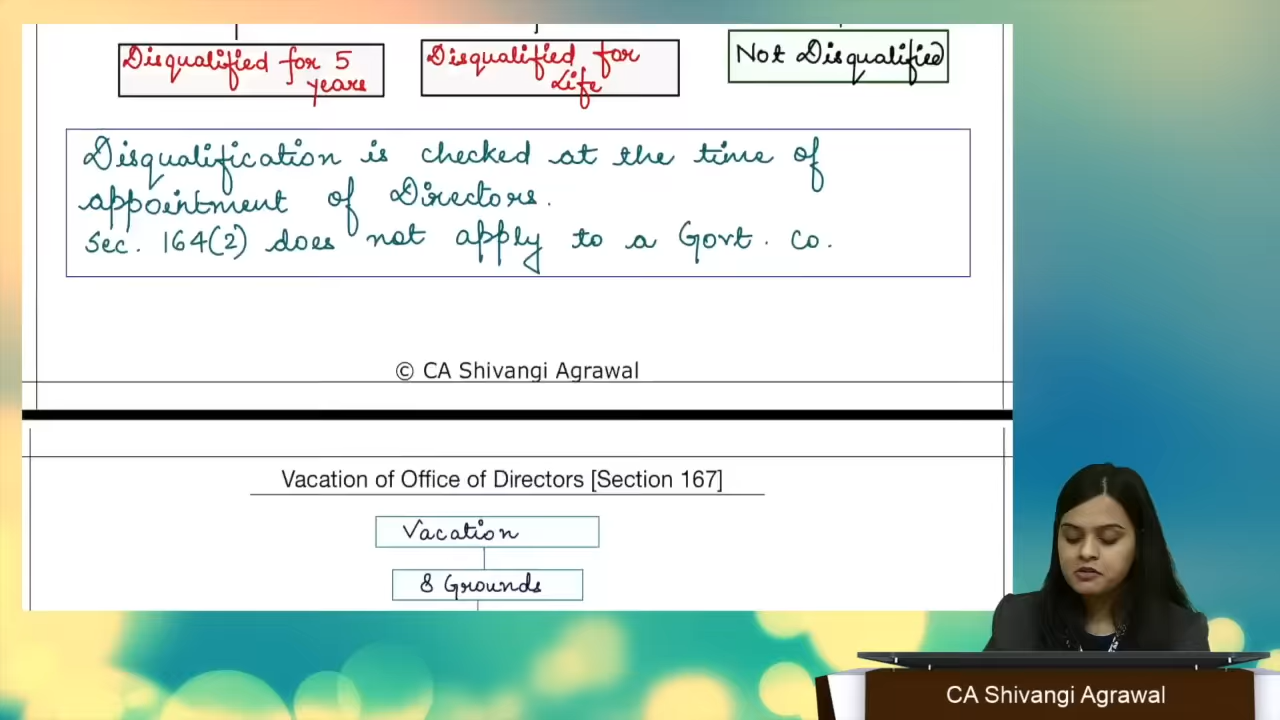 Disqualified for 5
years
Disqualified for
Life
Not Disqualified
Disqualification is checked at the time of
appointment of Directors.
Sec. 164(2) does not apply to a Govt. Co.
© CA Shivangi Agrawal
Vacation of Office of Directors [Section 167]
Vacation
8 Grounds
CA Shivangi Agrawal